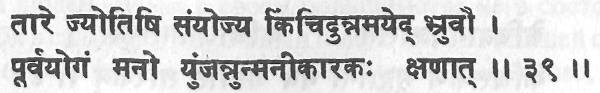 तारे ज्योतिषि संयोज्य किंचिदुन्नमयेद् भ्रुवौ ।
पूर्वयोगं मनो युंजन्नुन्मनीकारकः क्षणात् ॥ ३९ ॥